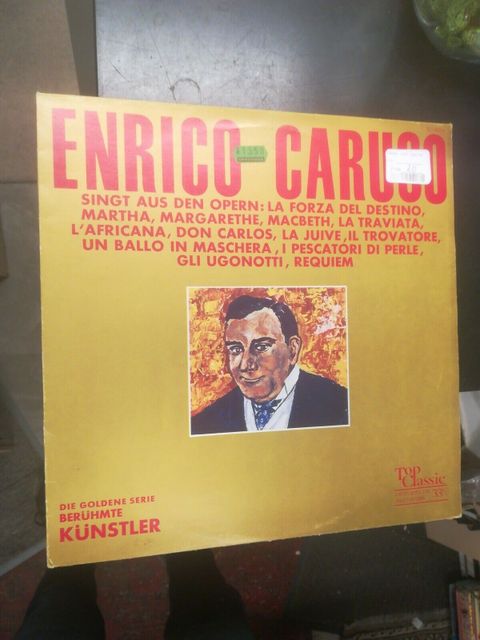 ENRICO CARUSO
SINGT AUS DEN OPERN: LA FORZA DEL DESTINO,
MARTHA, MARGARETHE, MACBETH, LA TRAVIATA,
L'AFRICANA, DON CARLOS, LA JUIVE, IL TROVATORE,
UN BALLO IN MASCHERA, I PESCATORI DI PERLE,
GLI UGONOTTI, REQUIEM
Top
Classic
33
DIE GOLDENE SERIE
BERÜHMTE
KÜNSTLER